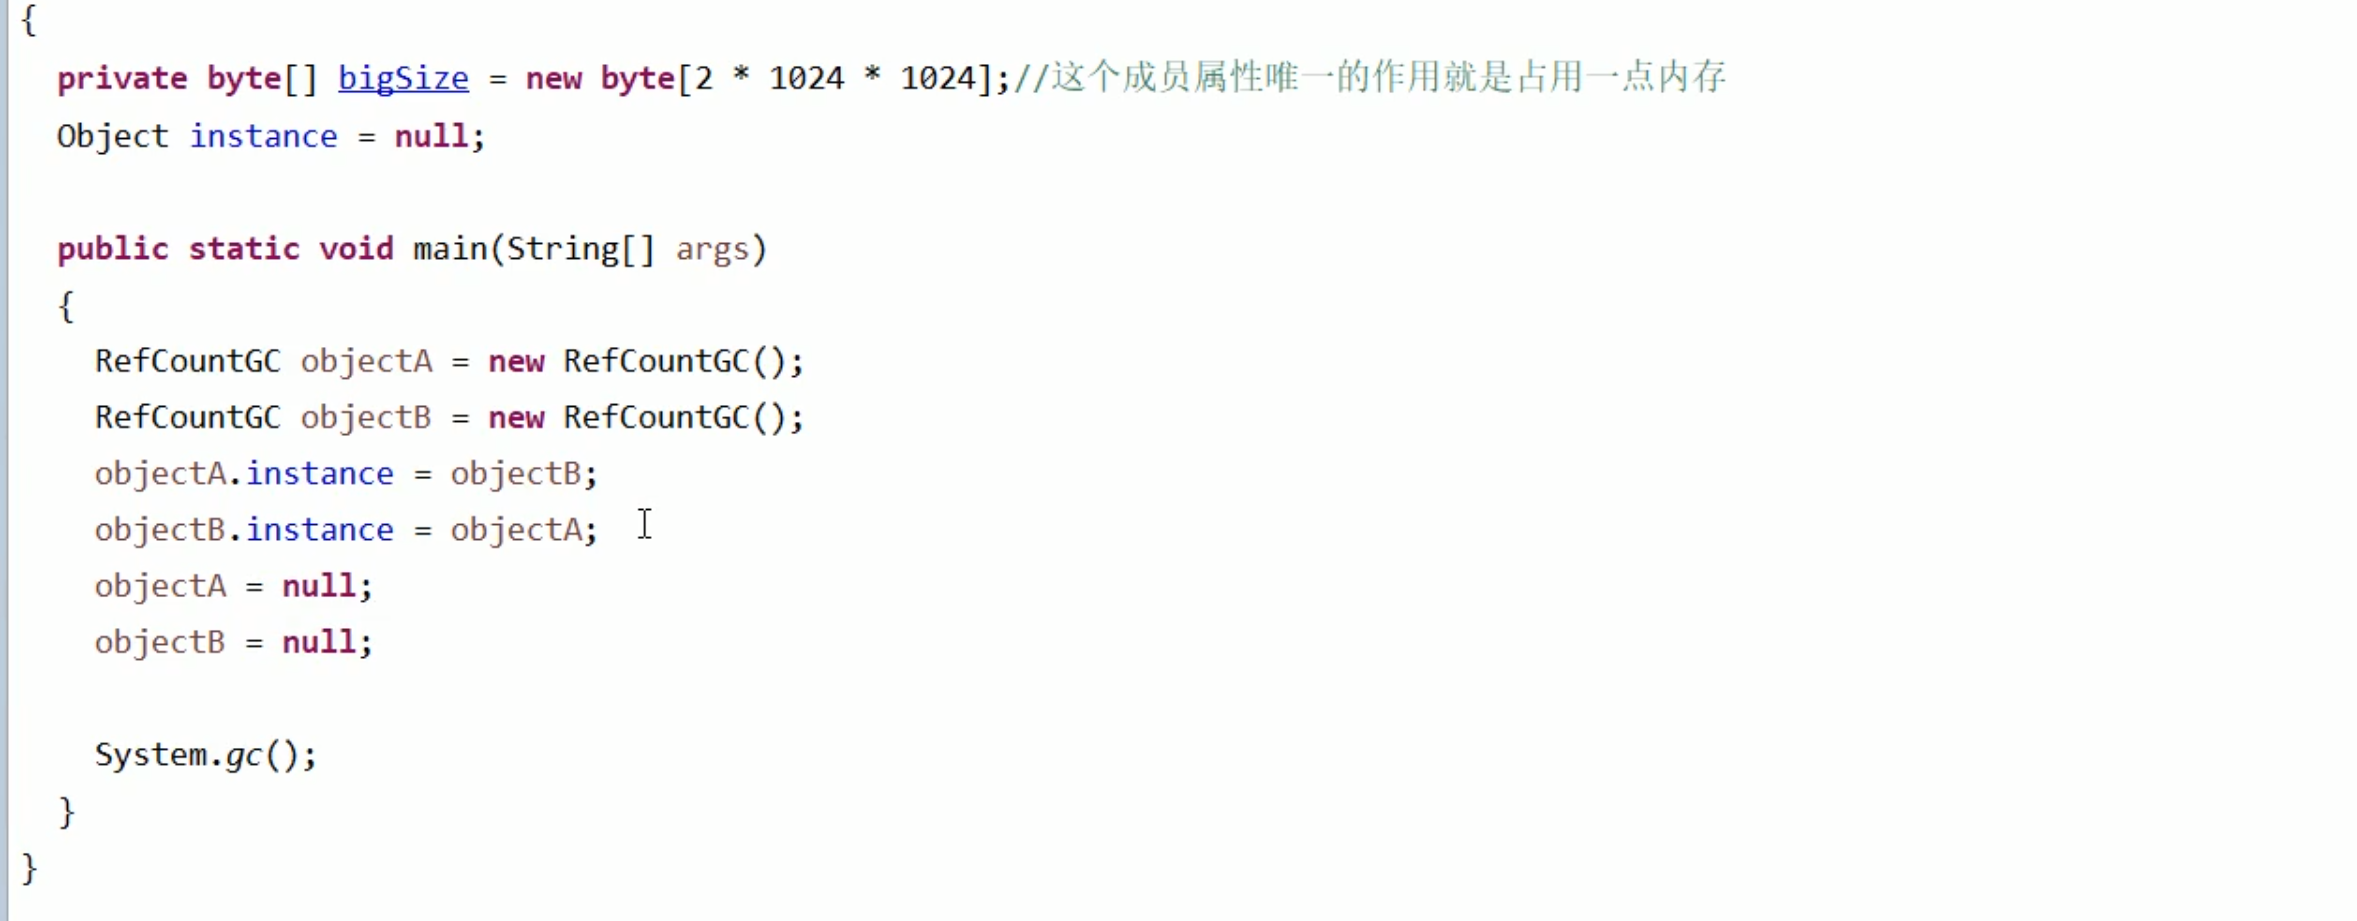 {
private byte[] bigSize = new byte[2 * 1024 * 1024];//这个成员属性唯一的作用就是占用一点内存
Object instance = null;
public static void main(String[] args)
{
RefCountGC objectA = new RefCountGC();
RefCountGC objectB = new RefCountGC();
objectA.instance = objectB;
objectB.instance = objectA;
objectA = null;
objectB = null;
System.gc();
}
}